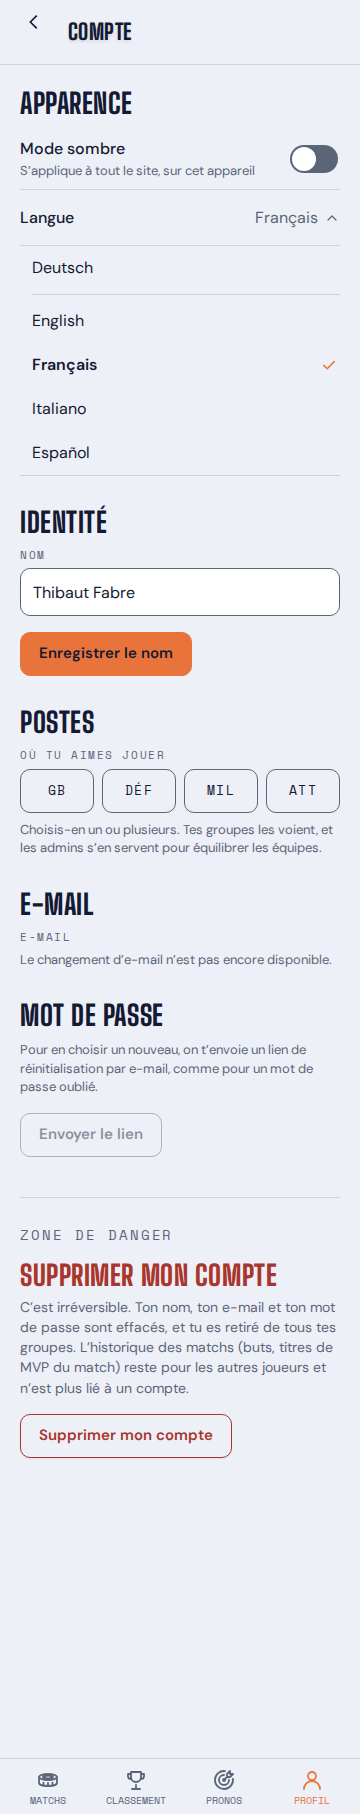 COMPTE
APPARENCE
Mode sombre
S’applique à tout le site, sur cet appareil
Langue
Français
Deutsch
English
Français
Italiano
Español
IDENTITÉ
NOM
Thibaut Fabre
Enregistrer le nom
POSTES
OÙ TU AIMES JOUER
GB DÉF MIL ATT
Choisis-en un ou plusieurs. Tes groupes les voient, et
les admins s’en servent pour équilibrer les équipes.
E-MAIL
E-MAIL
Le changement d’e-mail n’est pas encore disponible.
MOT DE PASSE
Pour en choisir un nouveau, on t’envoie un lien de
réinitialisation par e-mail, comme pour un mot de
passe oublié.
Envoyer le lien
ZONE DE DANGER
SUPPRIMER MON COMPTE
C’est irréversible. Ton nom, ton e-mail et ton mot
de passe sont effacés, et tu es retiré de tous tes
groupes. L’historique des matchs (buts, titres de
MVP du match) reste pour les autres joueurs et
n’est plus lié à un compte.
Supprimer mon compte
MATCHS CLASSEMENT PRONOS PROFIL